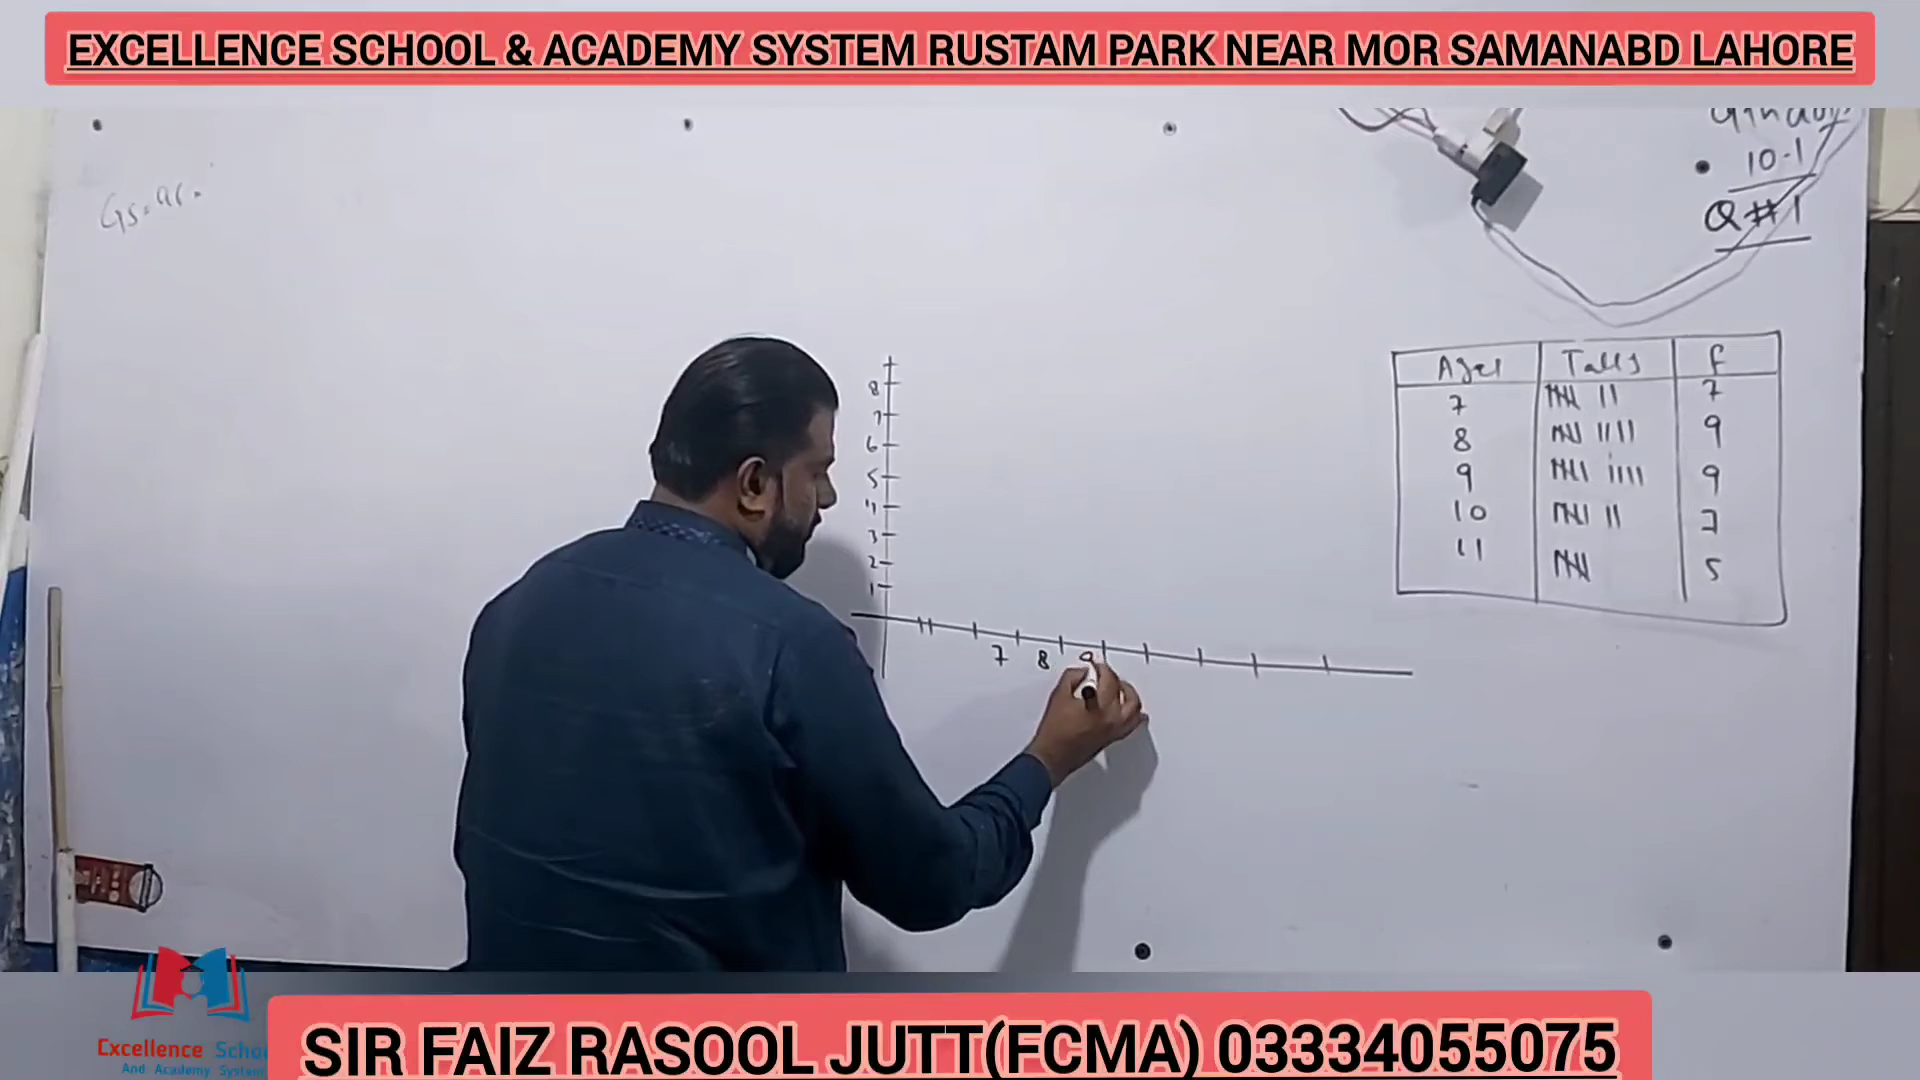 EXCELLENCE SCHOOL & ACADEMY SYSTEM RUSTAM PARK NEAR MOR SAMANABD LAHORE
10-1
Q#1
Ages Tally f
7 𝍸 || 7
8 𝍸 |||| 9
9 𝍸 |||| 9
10 𝍸 || 7
11 𝍸 5
8
7
6
5
4
3
2
1
7 8 9
Excellence Schoo
And Academy System
SIR FAIZ RASOOL JUTT(FCMA) 03334055075